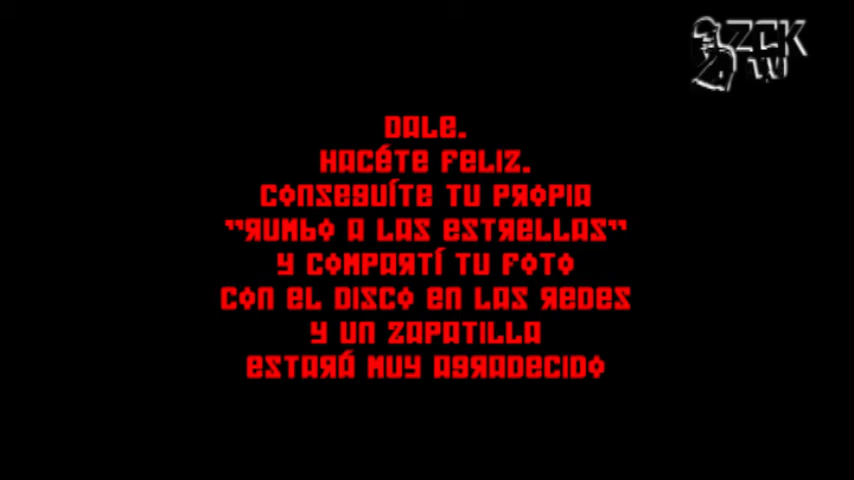 ZCK
TV
DALE.
HACÉTE FELIZ.
CONSEGUÍTE TU PROPIA
"RUMBO A LAS ESTRELLAS"
Y COMPARTÍ TU FOTO
CON EL DISCO EN LAS REDES
Y UN ZAPATILLA
ESTARÁ MUY AGRADECIDO